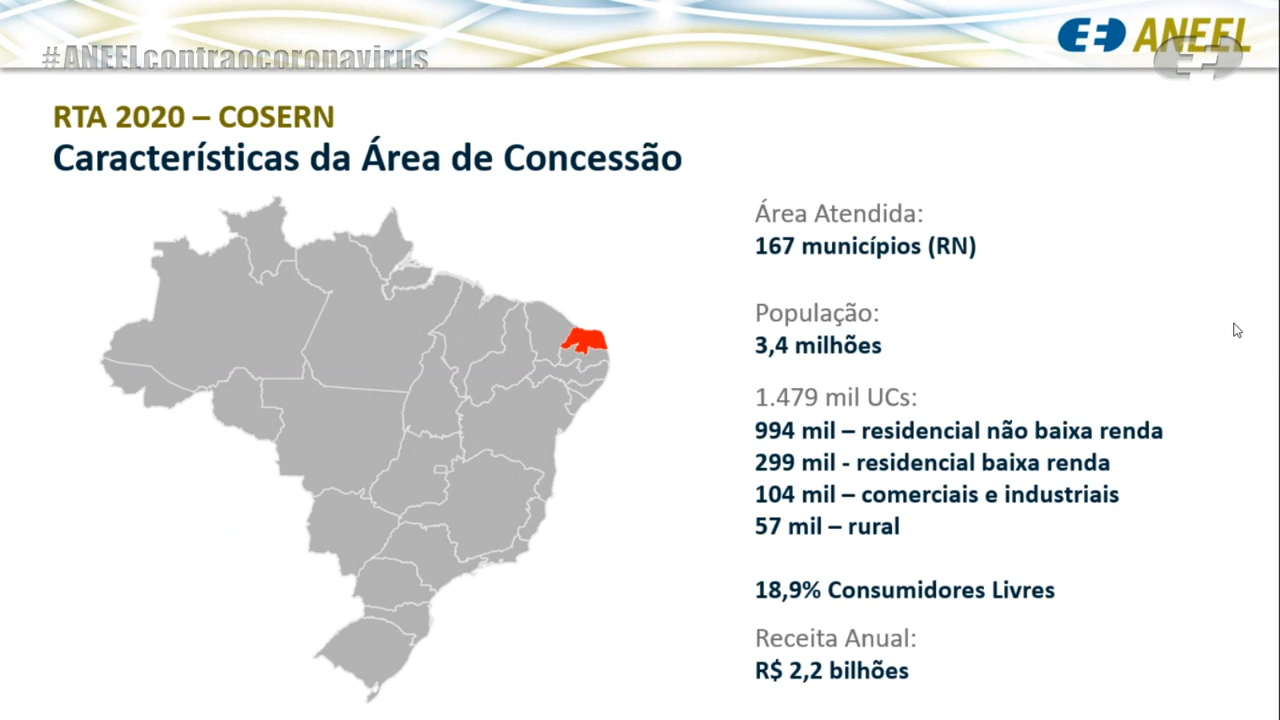 #ANEELcontraocoronavirus
ANEEL
RTA 2020 – COSERN
Características da Área de Concessão
Área Atendida:
167 municípios (RN)
População:
3,4 milhões
1.479 mil UCs:
994 mil – residencial não baixa renda
299 mil - residencial baixa renda
104 mil – comerciais e industriais
57 mil – rural
18,9% Consumidores Livres
Receita Anual:
R$ 2,2 bilhões